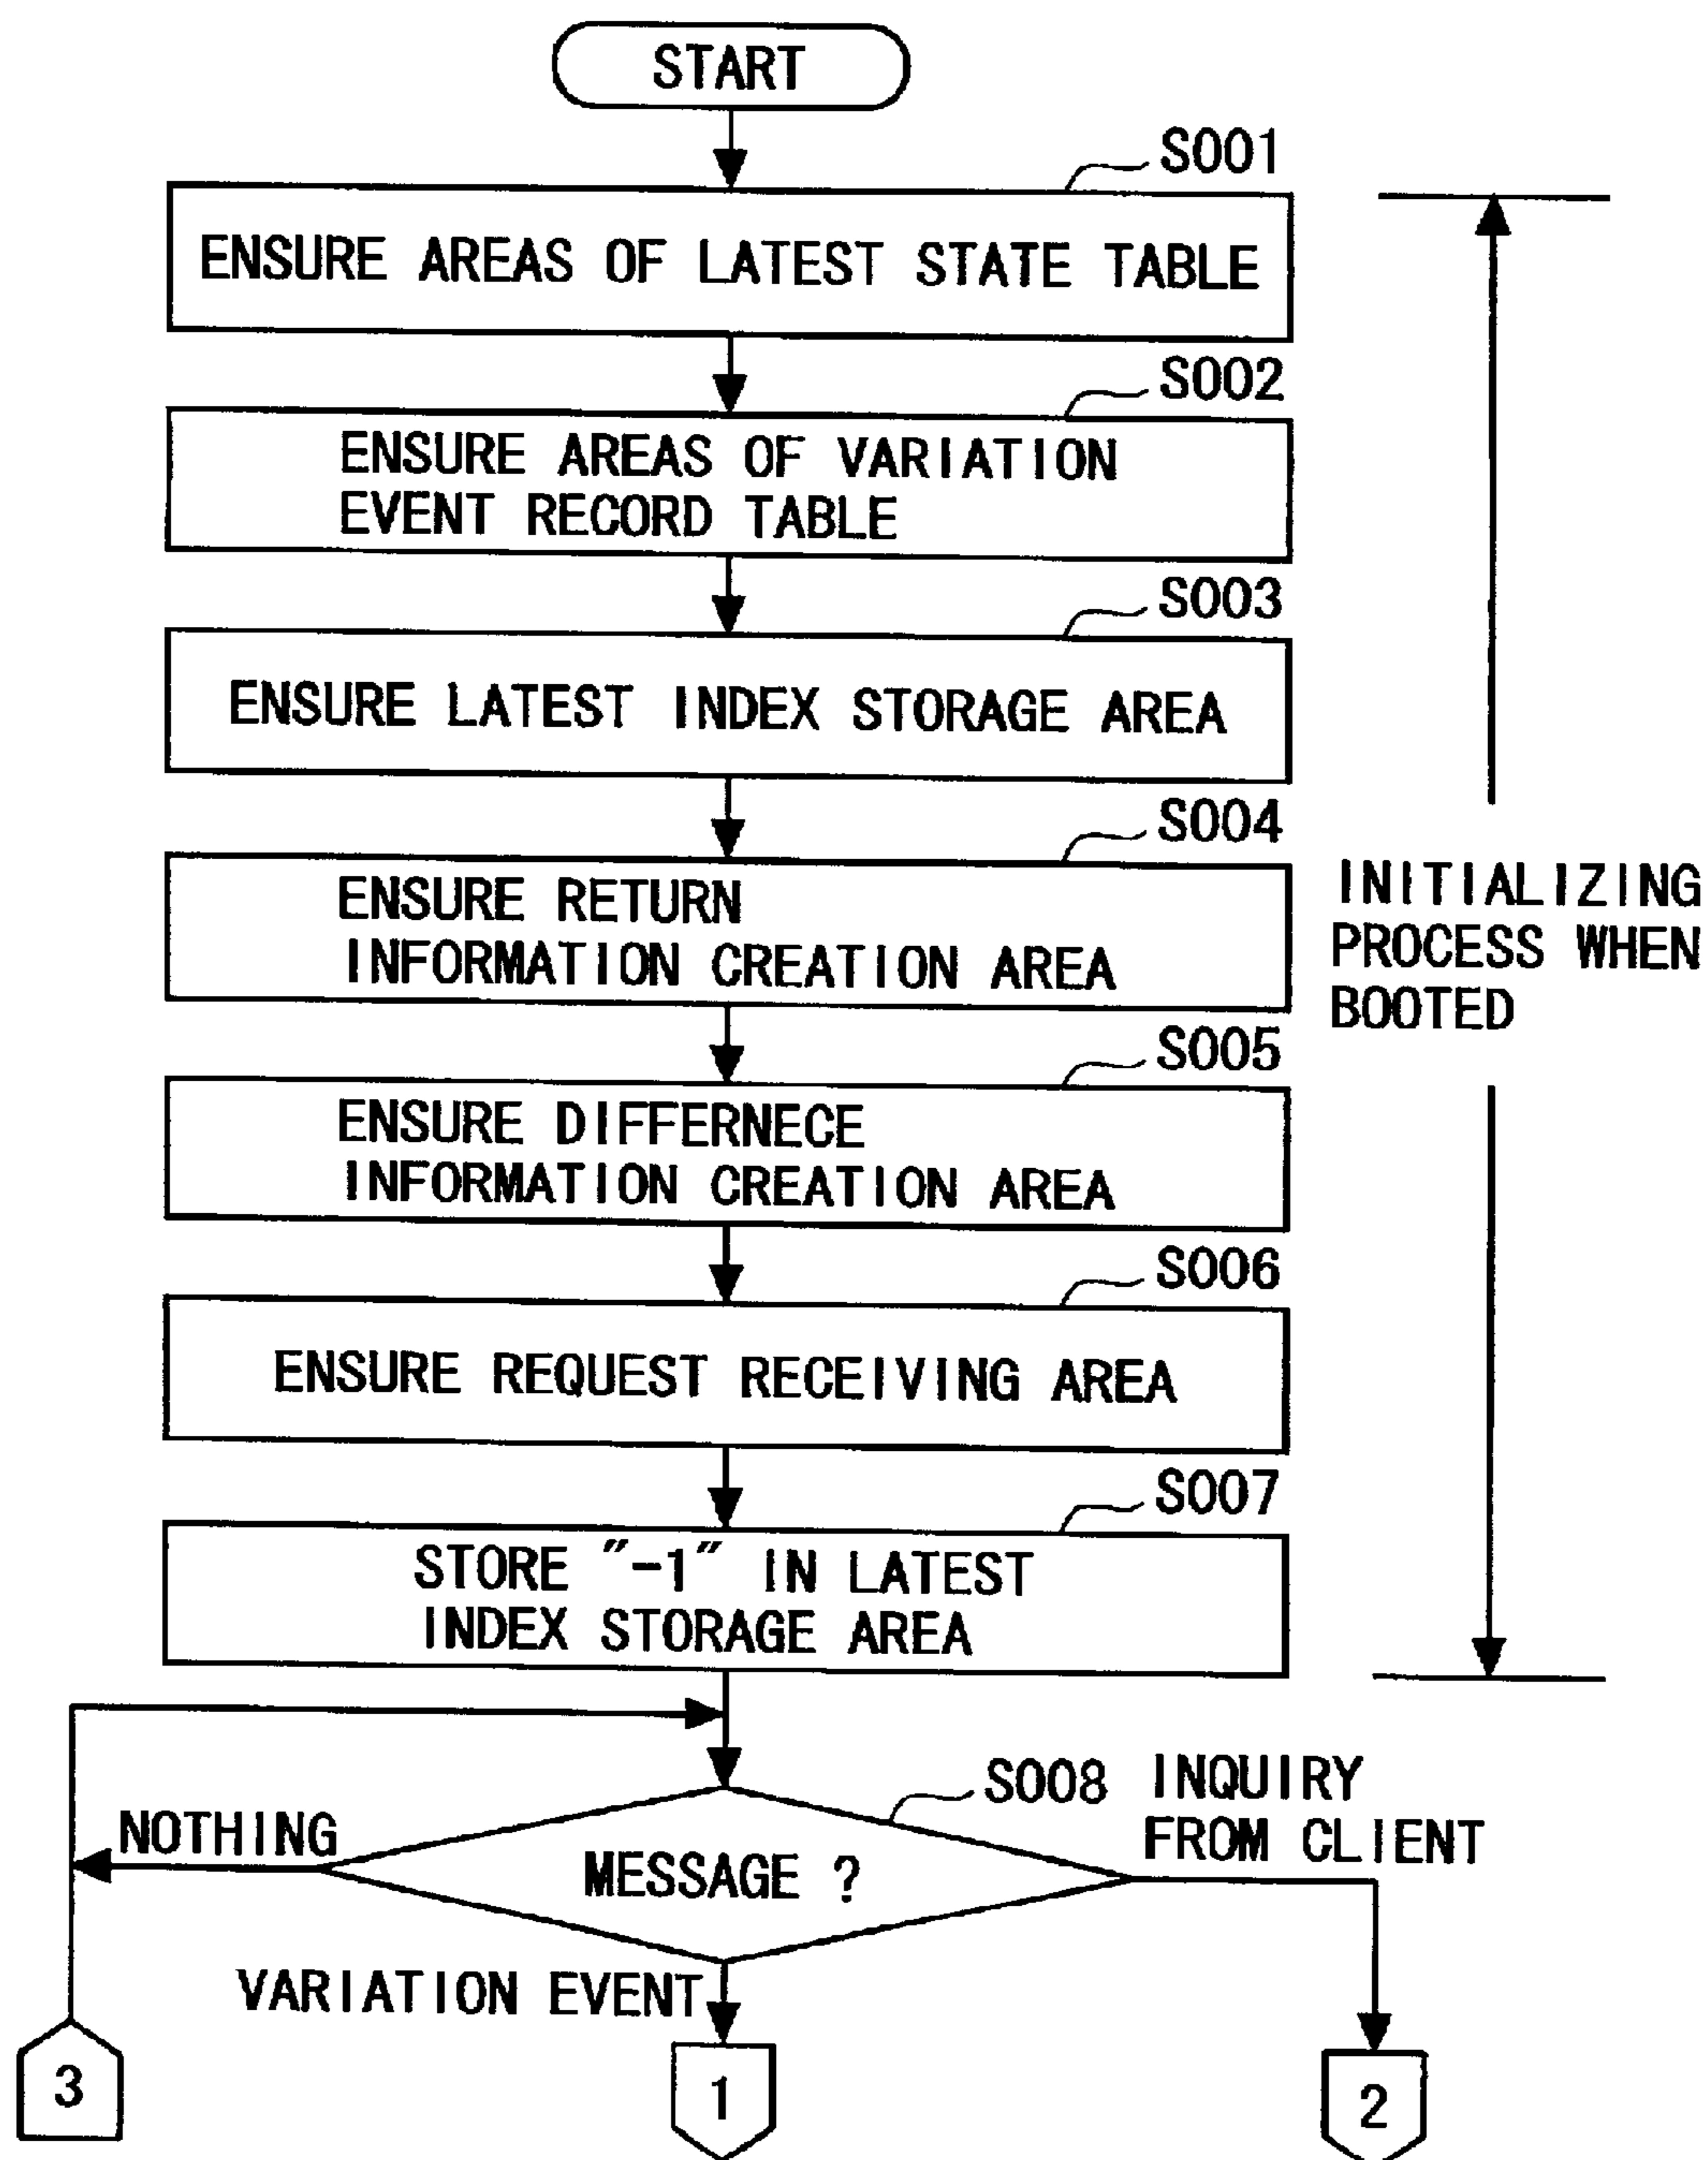 START
S001
ENSURE AREAS OF LATEST STATE TABLE
S002
ENSURE AREAS OF VARIATION
EVENT RECORD TABLE
S003
ENSURE LATEST INDEX STORAGE AREA
S004
ENSURE RETURN
INFORMATION CREATION AREA
INITIALIZING
PROCESS WHEN
BOOTED
S005
ENSURE DIFFERNECE
INFORMATION CREATION AREA
S006
ENSURE REQUEST RECEIVING AREA
S007
STORE "-1" IN LATEST
INDEX STORAGE AREA
S008
INQUIRY
FROM CLIENT
NOTHING
MESSAGE ?
VARIATION EVENT
3
1
2